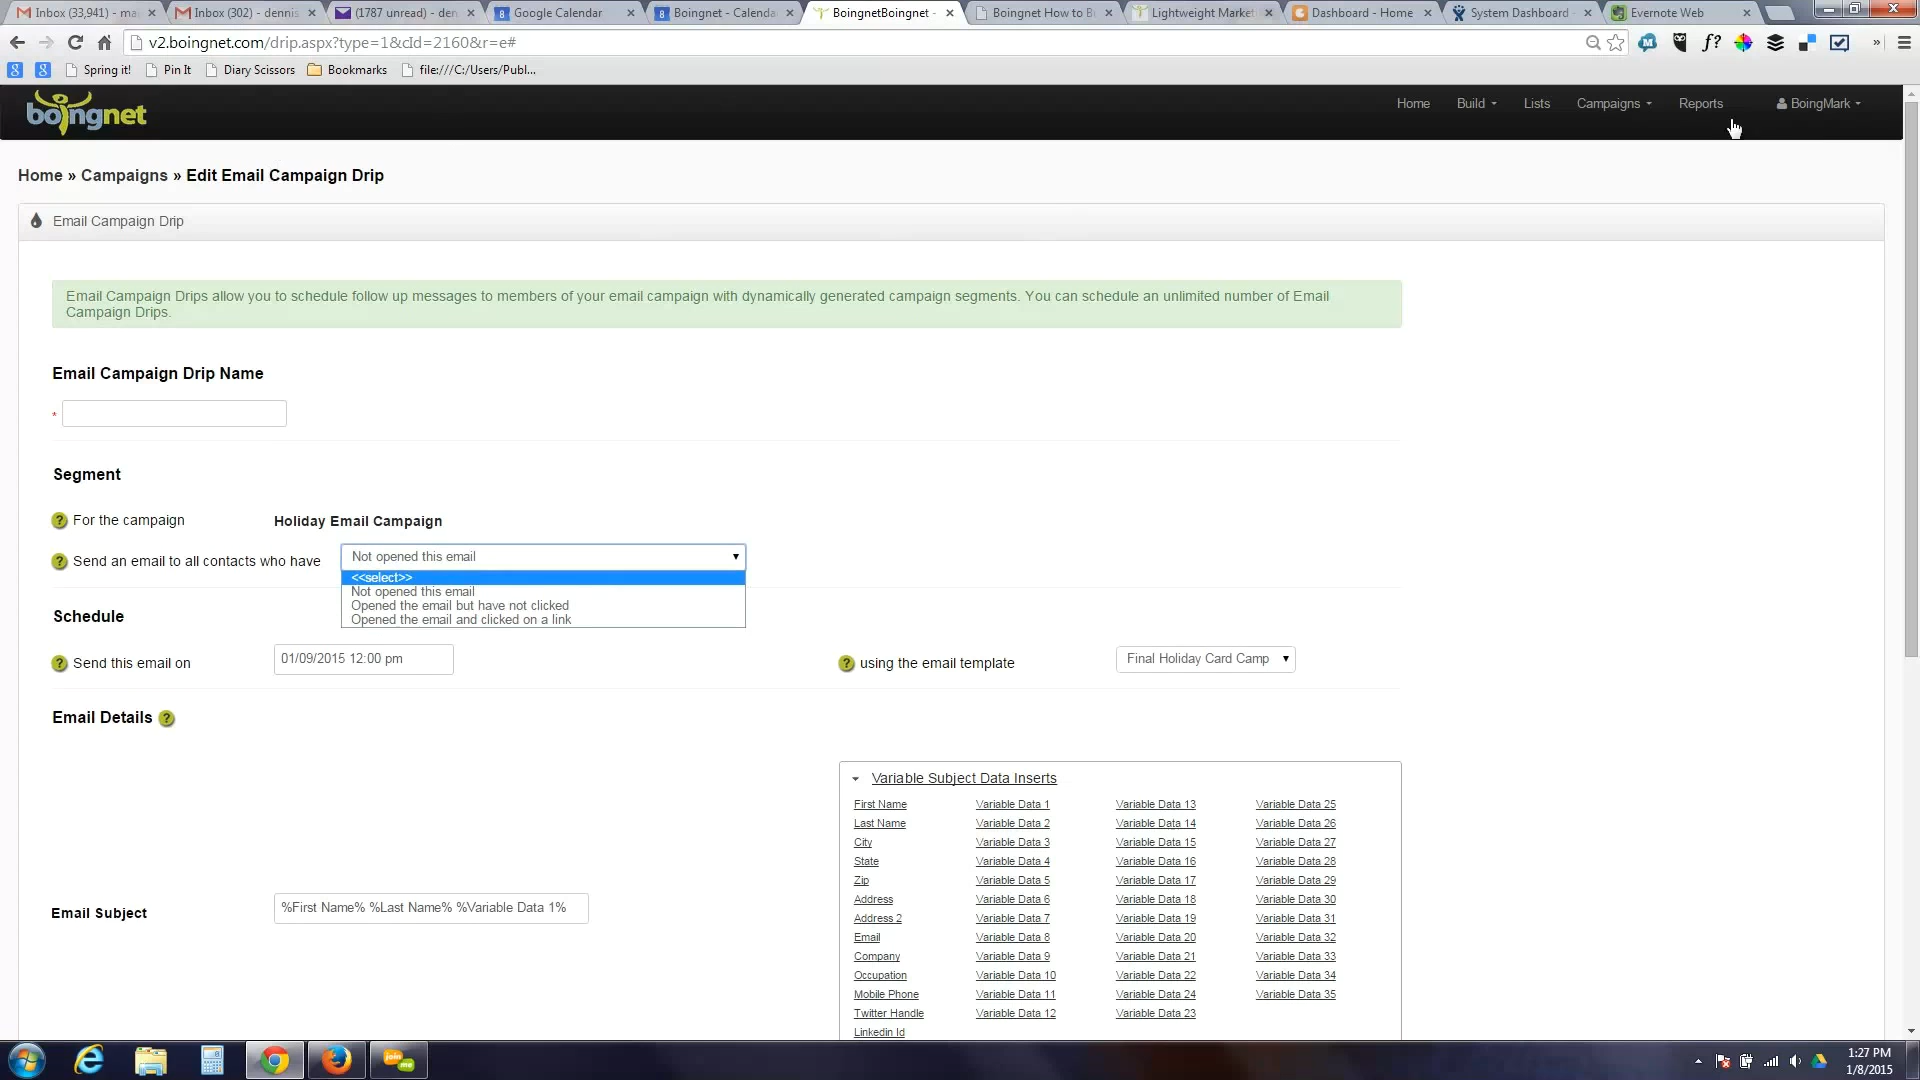 Inbox (33,941) - ma
Inbox (302) - dennis
(1787 unread) - den
Google Calendar
Boingnet - Calenda
BoingnetBoingnet -
Boingnet How to B
Lightweight Market
Dashboard - Home
System Dashboard -
Evernote Web
v2.boingnet.com/drip.aspx?type=1&cId=2160&r=e#
Spring it!
Pin It
Diary Scissors
Bookmarks
file:///C:/Users/Publ...
boingnet
Home
Build
Lists
Campaigns
Reports
BoingMark
Home » Campaigns » Edit Email Campaign Drip
Email Campaign Drip
Email Campaign Drips allow you to schedule follow up messages to members of your email campaign with dynamically generated campaign segments. You can schedule an unlimited number of Email
Campaign Drips.
Email Campaign Drip Name
*
Segment
? For the campaign
Holiday Email Campaign
? Send an email to all contacts who have
Not opened this email
<<select>>
Not opened this email
Opened the email but have not clicked
Opened the email and clicked on a link
Schedule
? Send this email on
01/09/2015 12:00 pm
? using the email template
Final Holiday Card Camp
Email Details ?
Variable Subject Data Inserts
First Name Variable Data 1 Variable Data 13 Variable Data 25
Last Name Variable Data 2 Variable Data 14 Variable Data 26
City Variable Data 3 Variable Data 15 Variable Data 27
State Variable Data 4 Variable Data 16 Variable Data 28
Zip Variable Data 5 Variable Data 17 Variable Data 29
Address Variable Data 6 Variable Data 18 Variable Data 30
Address 2 Variable Data 7 Variable Data 19 Variable Data 31
Email Variable Data 8 Variable Data 20 Variable Data 32
Company Variable Data 9 Variable Data 21 Variable Data 33
Occupation Variable Data 10 Variable Data 22 Variable Data 34
Mobile Phone Variable Data 11 Variable Data 24 Variable Data 35
Twitter Handle Variable Data 12 Variable Data 23
Linkedin Id
Email Subject
%First Name% %Last Name% %Variable Data 1%
join me
1:27 PM
1/8/2015